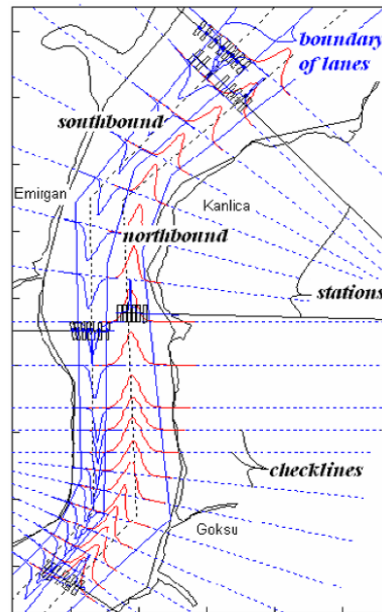 boundary
of lanes
southbound
Emirgan
Kanlica
northbound
stations
checklines
Goksu